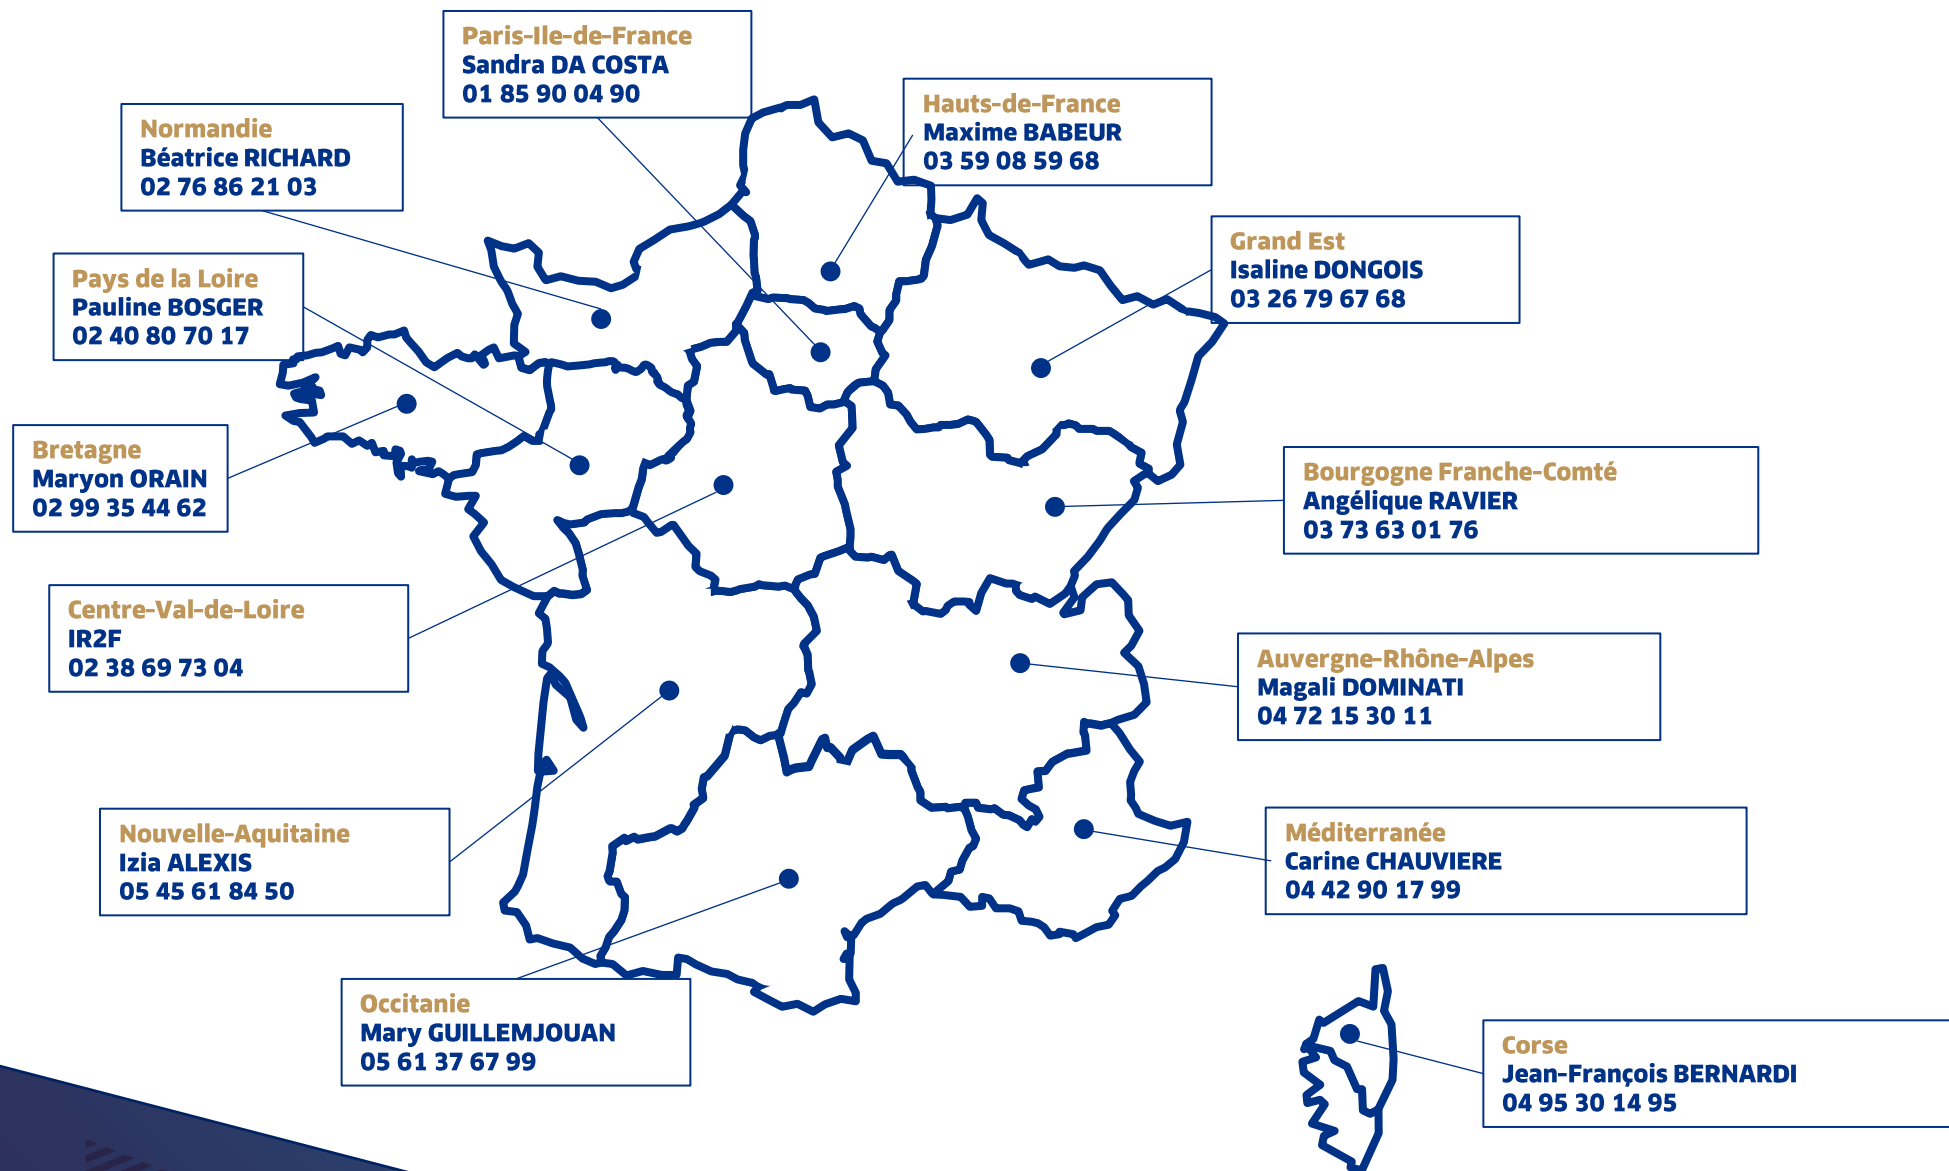 Paris-Ile-de-France
Sandra DA COSTA
01 85 90 04 90
Hauts-de-France
Maxime BABEUR
03 59 08 59 68
Normandie
Béatrice RICHARD
02 76 86 21 03
Grand Est
Isaline DONGOIS
03 26 79 67 68
Pays de la Loire
Pauline BOSGER
02 40 80 70 17
Bretagne
Maryon ORAIN
02 99 35 44 62
Bourgogne Franche-Comté
Angélique RAVIER
03 73 63 01 76
Centre-Val-de-Loire
IR2F
02 38 69 73 04
Auvergne-Rhône-Alpes
Magali DOMINATI
04 72 15 30 11
Nouvelle-Aquitaine
Izia ALEXIS
05 45 61 84 50
Méditerranée
Carine CHAUVIERE
04 42 90 17 99
Occitanie
Mary GUILLEMJOUAN
05 61 37 67 99
Corse
Jean-François BERNARDI
04 95 30 14 95